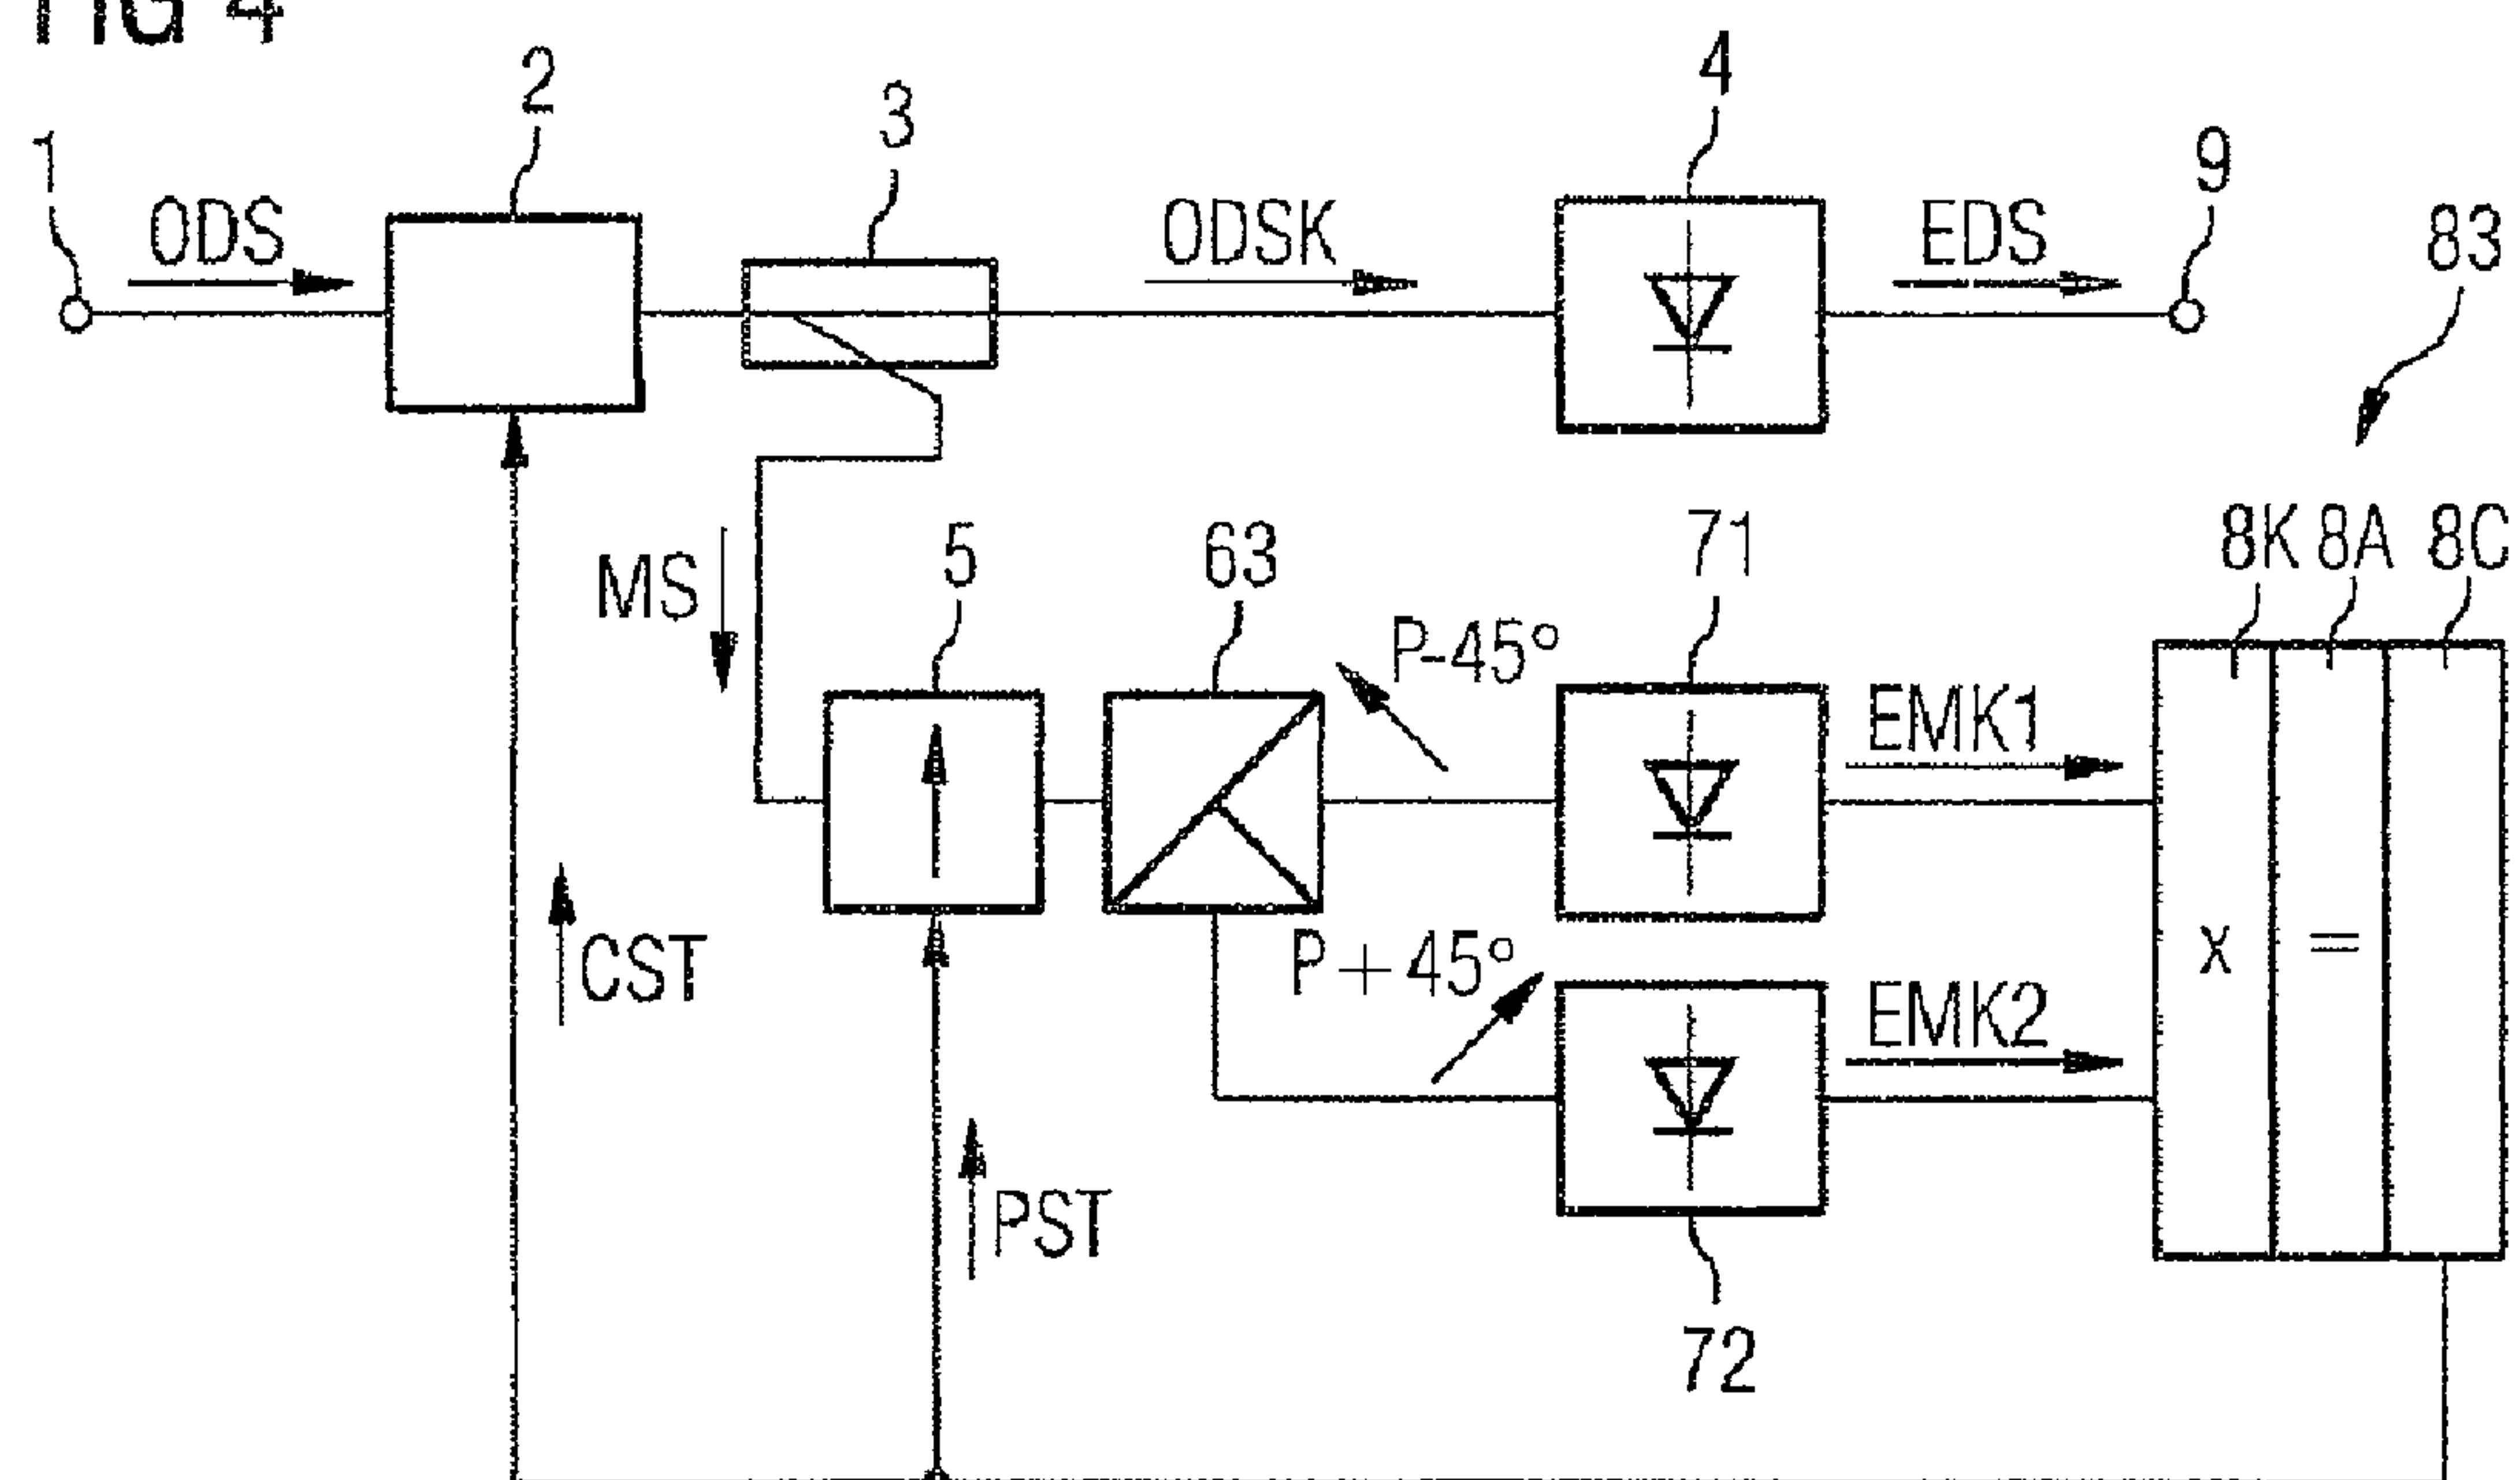 FIG 4
2
3
4
1
9
ODS
ODSK
EDS
83
MS
5
63
71
8K 8A 8C
P-45°
EMK1
CST
P+45°
x
=
EMK2
PST
72